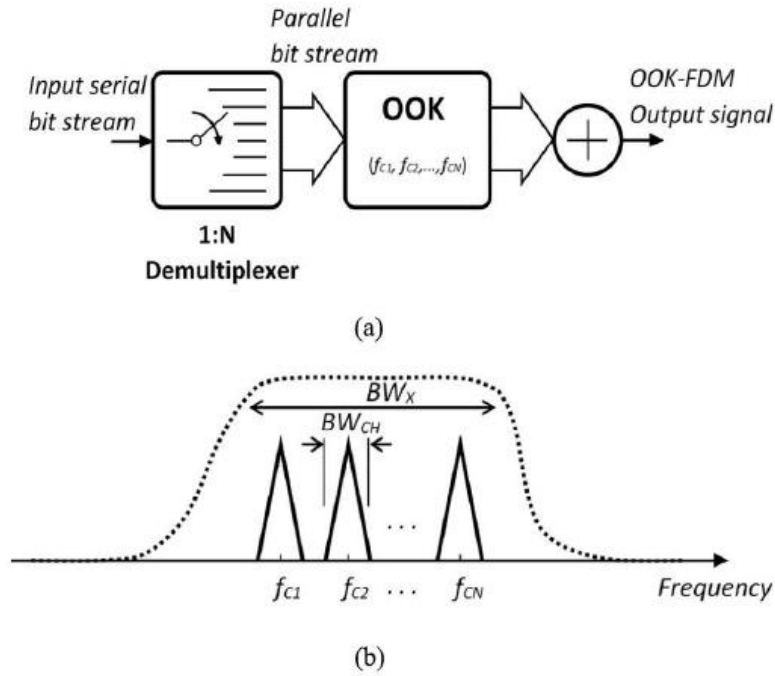 Parallel
bit stream
Input serial
bit stream
OOK
(fC1, fC2,...,fCN)
OOK-FDM
Output signal
1:N
Demultiplexer
(a)
BWX
BWCH
...
fC1 fC2 ... fCN Frequency
(b)